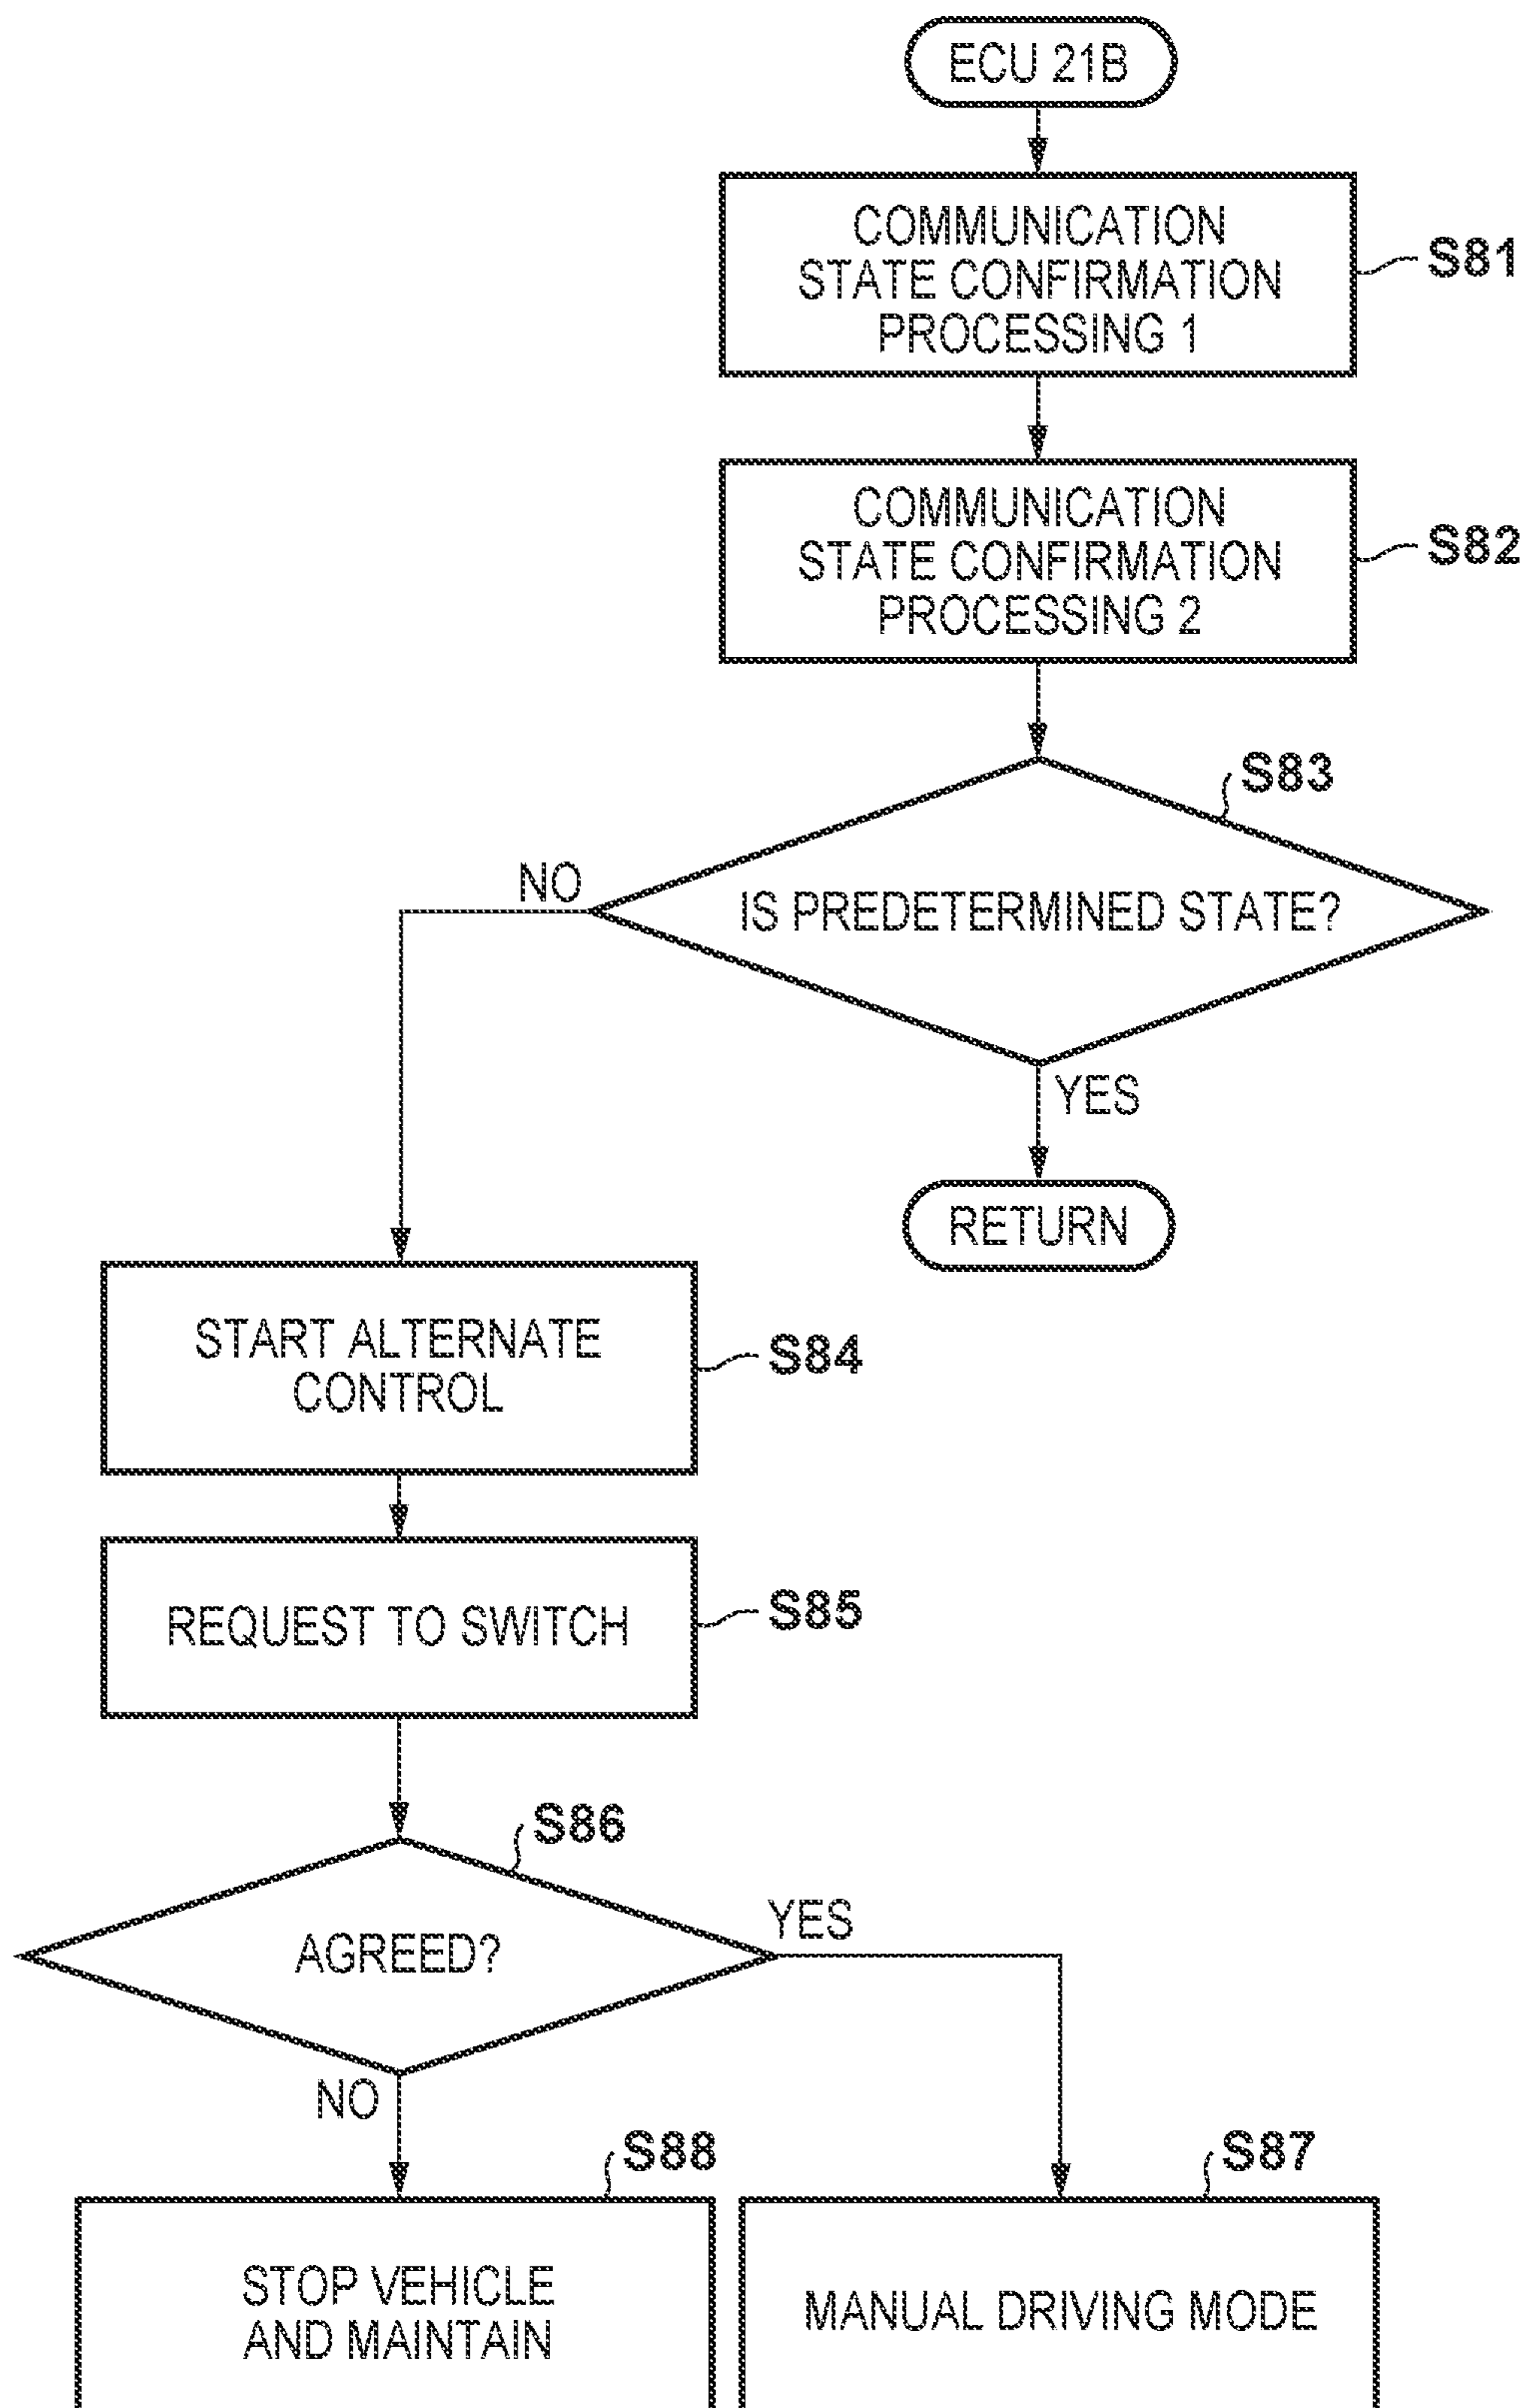 ECU 21B
COMMUNICATION
STATE CONFIRMATION
PROCESSING 1
S81
COMMUNICATION
STATE CONFIRMATION
PROCESSING 2
S82
S83
IS PREDETERMINED STATE?
NO
YES
RETURN
START ALTERNATE
CONTROL
S84
REQUEST TO SWITCH
S85
S86
AGREED?
YES
NO
S88
STOP VEHICLE
AND MAINTAIN
S87
MANUAL DRIVING MODE